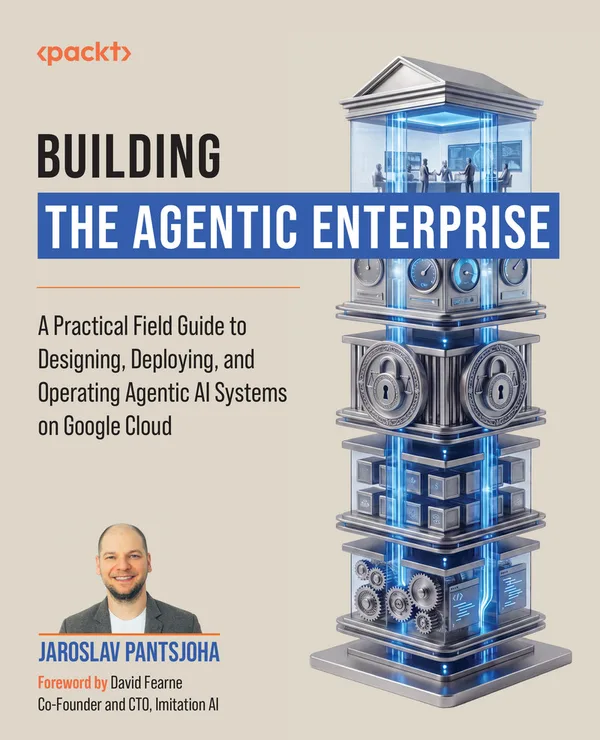 <packt>
BUILDING
THE AGENTIC ENTERPRISE
A Practical Field Guide to
Designing, Deploying, and
Operating Agentic AI Systems
on Google Cloud
JAROSLAV PANTSJOHA
Foreword by David Fearne
Co-Founder and CTO, Imitation AI